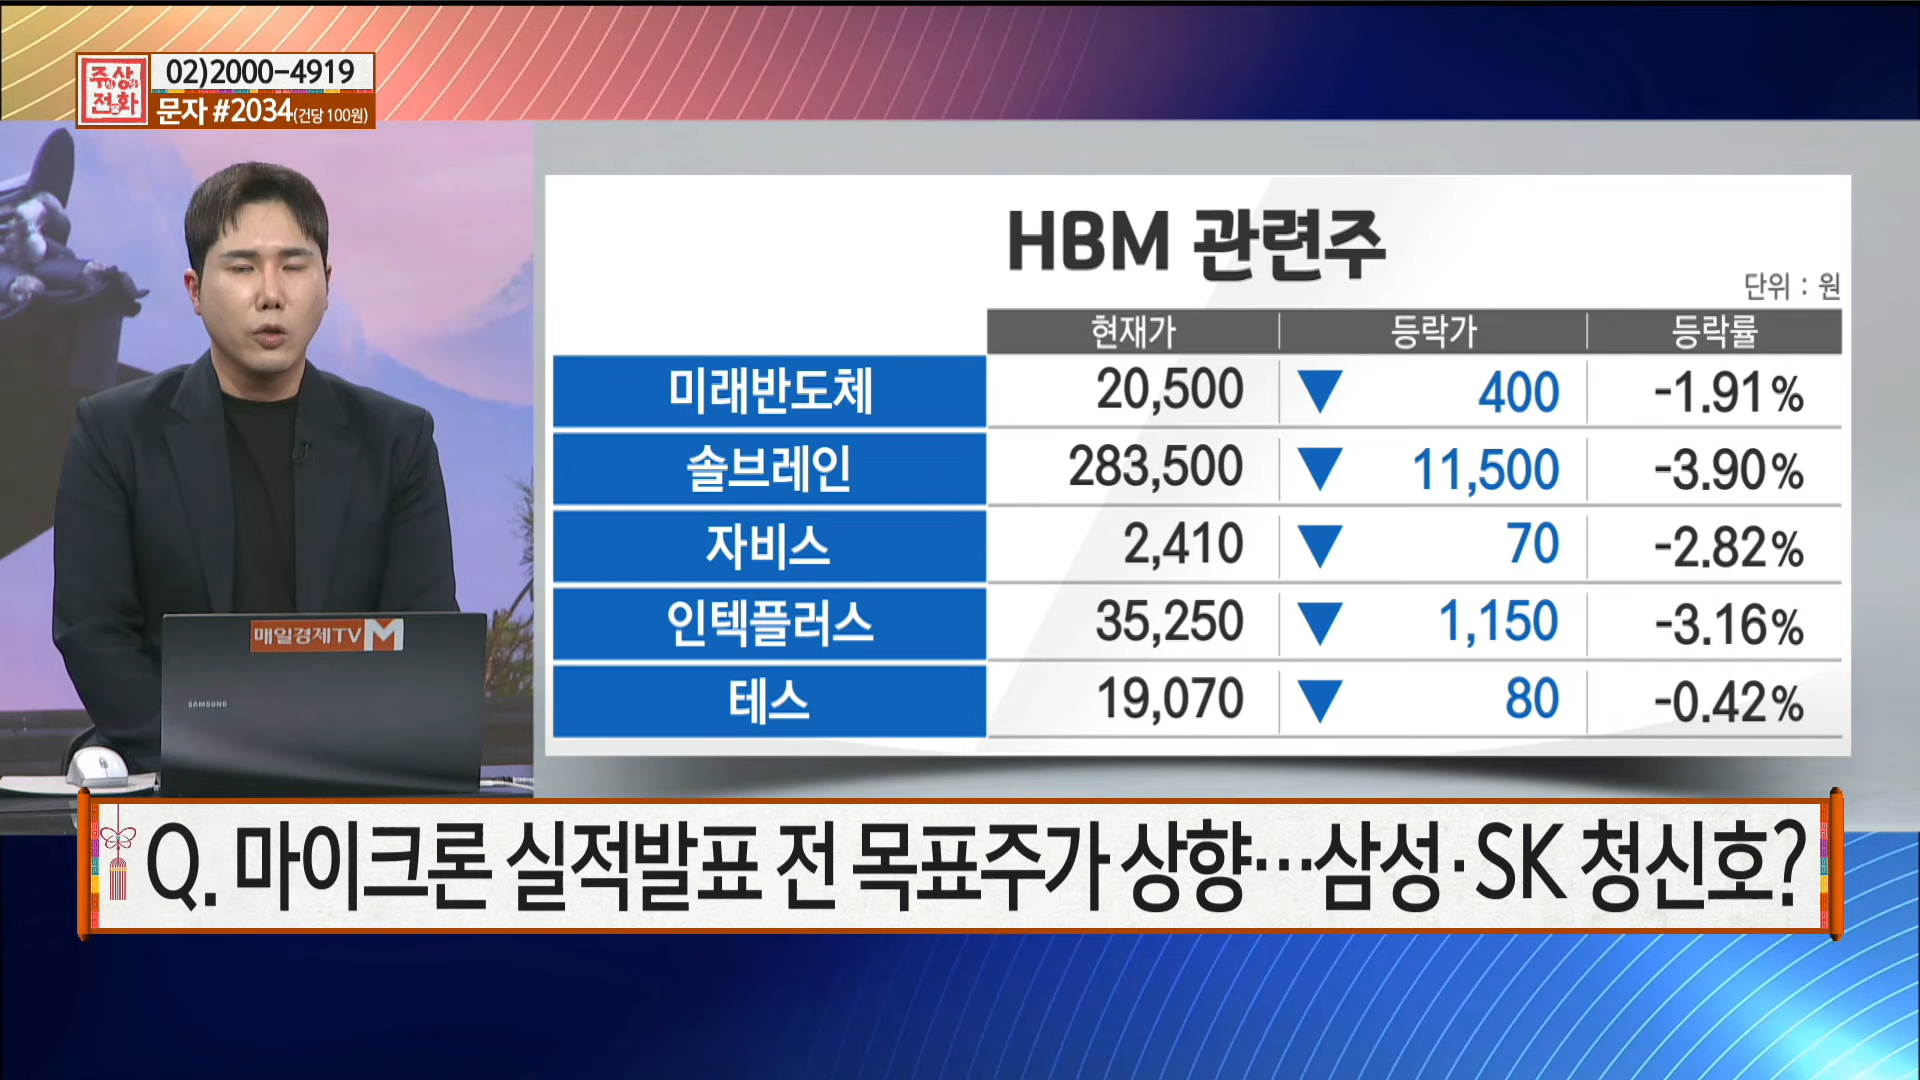 주상
전화
02)2000-4919
문자 #2034(건당 100원)
HBM 관련주
단위 : 원
현재가 등락가 등락률
미래반도체 20,500 ▼ 400 -1.91%
솔브레인 283,500 ▼ 11,500 -3.90%
자비스 2,410 ▼ 70 -2.82%
인텍플러스 35,250 ▼ 1,150 -3.16%
테스 19,070 ▼ 80 -0.42%
매일경제TV M
SAMSUNG
Q. 마이크론 실적발표 전 목표주가 상향…삼성·SK 청신호?